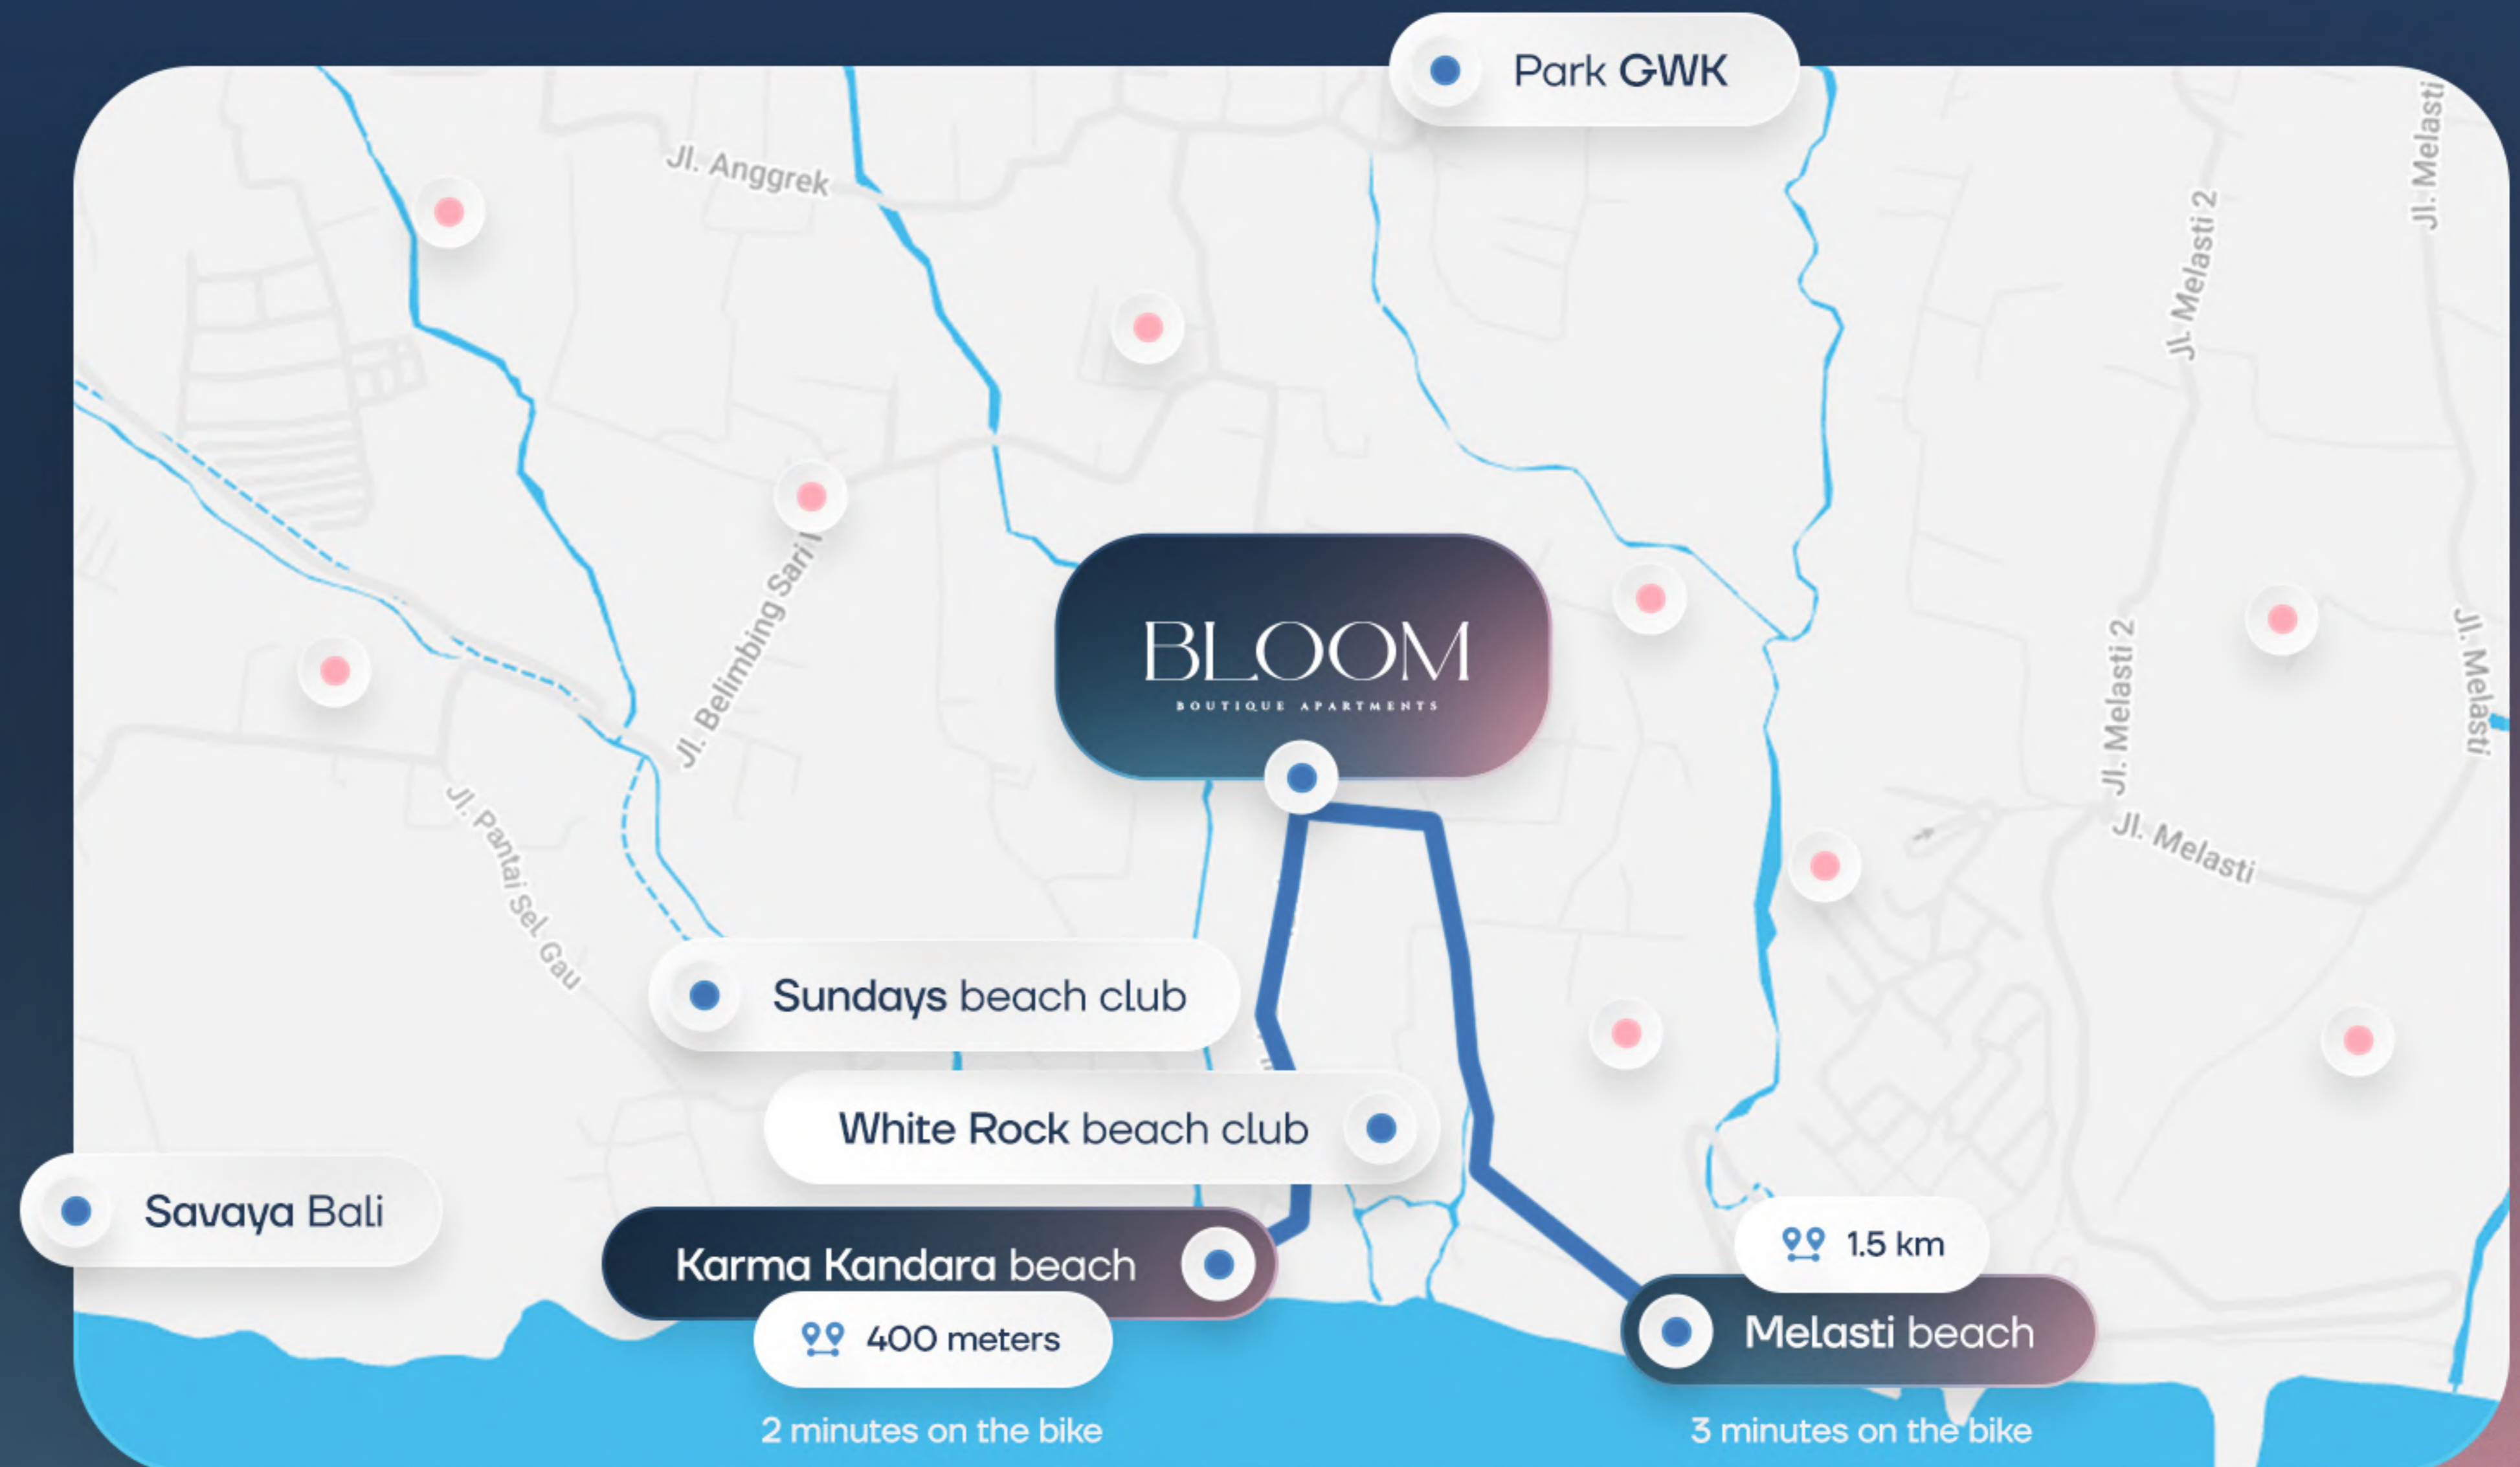 Park GWK
Jl. Anggrek
Jl. Melasti 2
Jl. Melasti
Jl. Belimbing Sari I
BLOOM
BOUTIQUE APARTMENTS
Jl. Melasti 2
Jl. Melasti
Jl. Pantai Sel. Gau
Jl. Melasti
Sundays beach club
White Rock beach club
Savaya Bali
Karma Kandara beach
400 meters
2 minutes on the bike
1.5 km
Melasti beach
3 minutes on the bike